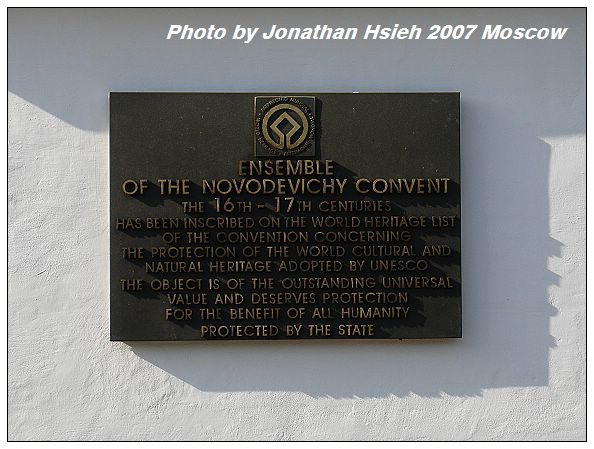 Photo by Jonathan Hsieh 2007 Moscow
ENSEMBLE
OF THE NOVODEVICHY CONVENT
THE 16TH - 17TH CENTURIES
HAS BEEN INSCRIBED ON THE WORLD HERITAGE LIST
OF THE CONVENTION CONCERNING
THE PROTECTION OF THE WORLD CULTURAL AND
NATURAL HERITAGE ADOPTED BY UNESCO
THE OBJECT IS OF THE OUTSTANDING UNIVERSAL
VALUE AND DESERVES PROTECTION
FOR THE BENEFIT OF ALL HUMANITY
PROTECTED BY THE STATE